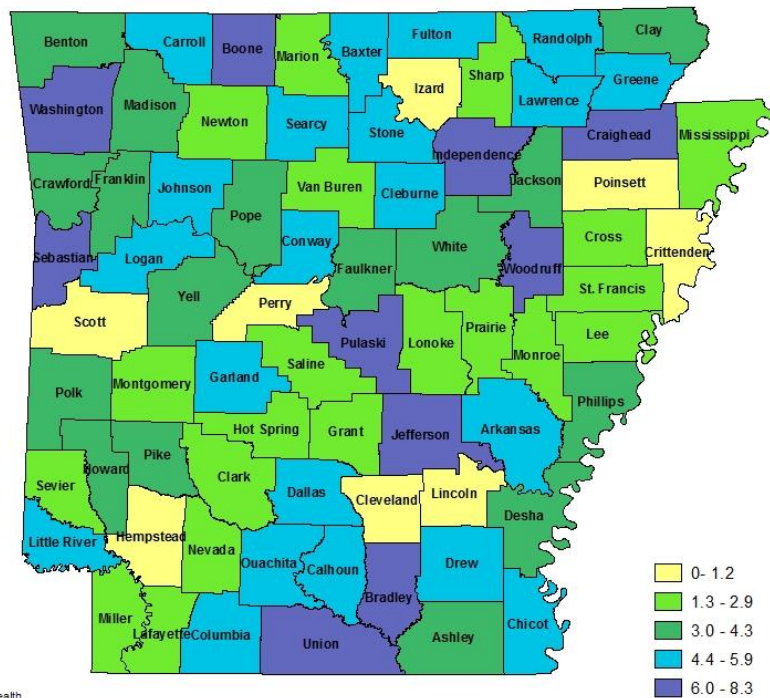 Benton
Carroll
Boone
Marion
Baxter
Fulton
Randolph
Clay
Izard
Sharp
Greene
Washington
Madison
Lawrence
Newton
Searcy
Stone
Independence
Craighead
Mississippi
Crawford
Franklin
Johnson
Van Buren
Cleburne
Jackson
Poinsett
Pope
Sebastian
Logan
Conway
Faulkner
White
Woodruff
Cross
Crittenden
St. Francis
Yell
Perry
Scott
Pulaski
Lonoke
Prairie
Monroe
Lee
Polk
Montgomery
Garland
Saline
Phillips
Hot Spring
Grant
Jefferson
Arkansas
Howard
Pike
Clark
Sevier
Dallas
Cleveland
Lincoln
Desha
Little River
Hempstead
Nevada
Ouachita
Calhoun
Bradley
Drew
Chicot
Miller
Lafayette
Columbia
Union
Ashley
0- 1.2
1.3 - 2.9
3.0 - 4.3
4.4 - 5.9
6.0 - 8.3